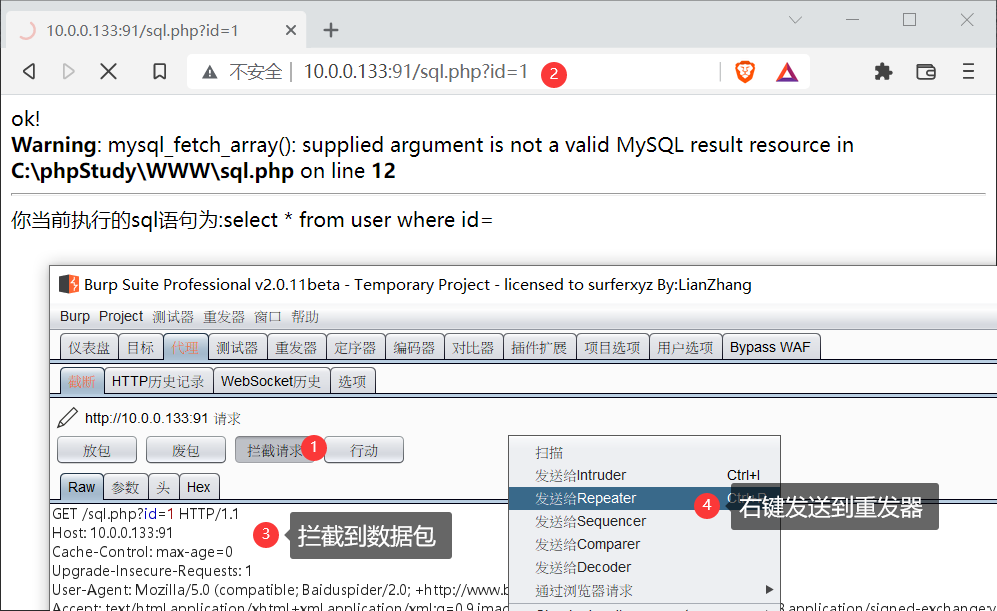 10.0.0.133:91/sql.php?id=1
不安全 10.0.0.133:91/sql.php?id=1 2
ok!
Warning: mysql_fetch_array(): supplied argument is not a valid MySQL result resource in
C:\phpStudy\WWW\sql.php on line 12
你当前执行的sql语句为:select * from user where id=
Burp Suite Professional v2.0.11beta - Temporary Project - licensed to surferxyz By:LianZhang
Burp Project 测试器 重发器 窗口 帮助
仪表盘 目标 代理 测试器 重发器 定序器 编码器 对比器 插件扩展 项目选项 用户选项 Bypass WAF
截断 HTTP历史记录 WebSocket历史 选项
http://10.0.0.133:91 请求
放包 废包 拦截请求 1 行动
Raw 参数 头 Hex
GET /sql.php?id=1 HTTP/1.1
Host: 10.0.0.133:91
Cache-Control: max-age=0
Upgrade-Insecure-Requests: 1
User-Agent: Mozilla/5.0 (compatible; Baiduspider/2.0; +http://www.b
Accept: text/html,application/xhtml+xml,application/xml;q=0.9,imag
3 拦截到数据包
扫描
发送给Intruder Ctrl+I
发送给Repeater
4 右键发送到重发器
发送给Sequencer
发送给Comparer
发送给Decoder
通过浏览器请求
application/signed-exchange;v